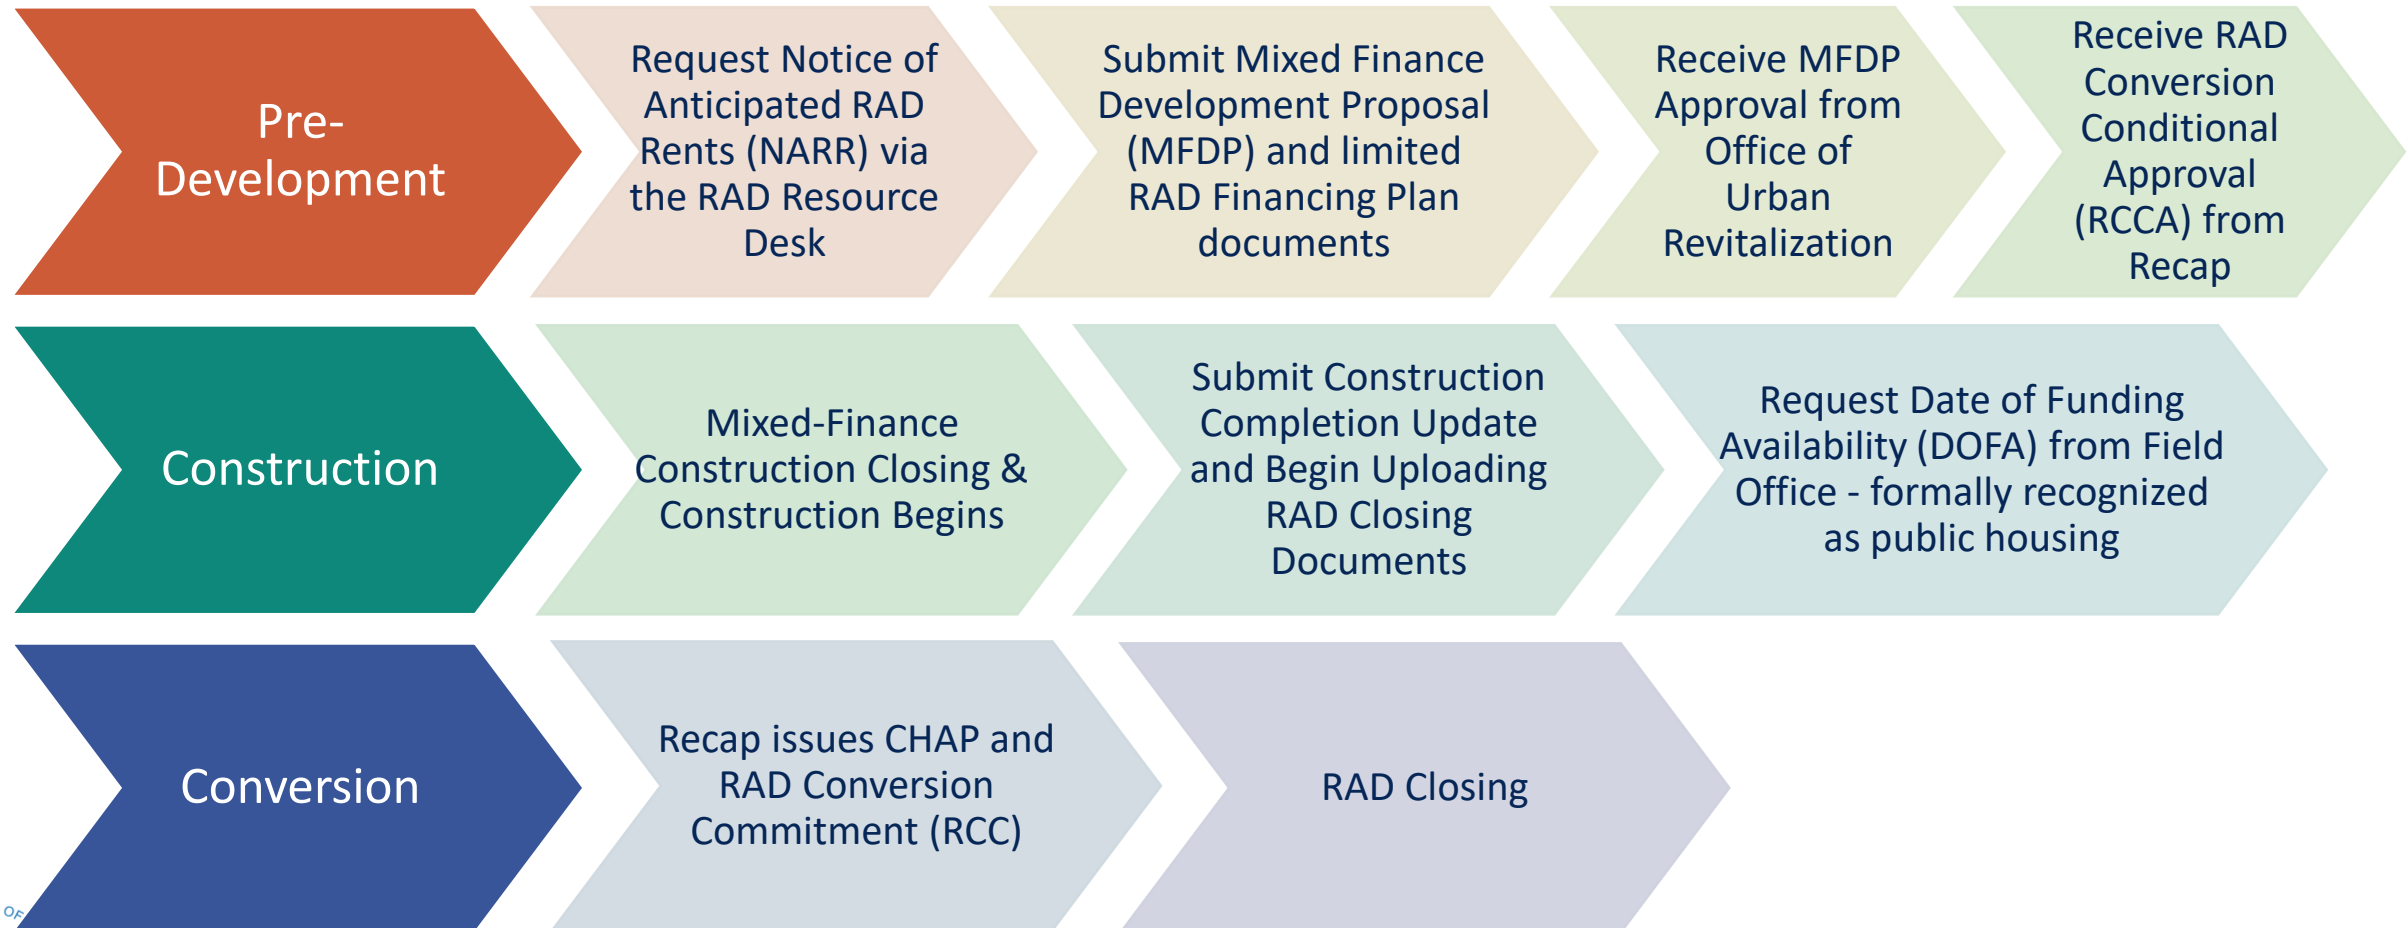 Pre-
Development
Request Notice of
Anticipated RAD
Rents (NARR) via
the RAD Resource
Desk
Submit Mixed Finance
Development Proposal
(MFDP) and limited
RAD Financing Plan
documents
Receive MFDP
Approval from
Office of
Urban
Revitalization
Receive RAD
Conversion
Conditional
Approval
(RCCA) from
Recap
Construction
Mixed-Finance
Construction Closing &
Construction Begins
Submit Construction
Completion Update
and Begin Uploading
RAD Closing
Documents
Request Date of Funding
Availability (DOFA) from Field
Office - formally recognized
as public housing
Conversion
Recap issues CHAP and
RAD Conversion
Commitment (RCC)
RAD Closing
OF